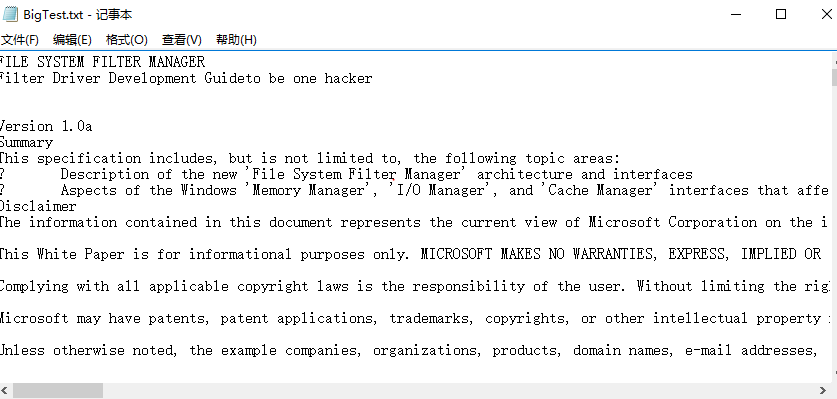 BigTest.txt - 记事本
文件(F) 编辑(E) 格式(O) 查看(V) 帮助(H)
FILE SYSTEM FILTER MANAGER
Filter Driver Development Guideto be one hacker
Version 1.0a
Summary
This specification includes, but is not limited to, the following topic areas:
? Description of the new 'File System Filter Manager' architecture and interfaces
? Aspects of the Windows 'Memory Manager', 'I/O Manager', and 'Cache Manager' interfaces that affe
Disclaimer
The information contained in this document represents the current view of Microsoft Corporation on the i
This White Paper is for informational purposes only. MICROSOFT MAKES NO WARRANTIES, EXPRESS, IMPLIED OR
Complying with all applicable copyright laws is the responsibility of the user. Without limiting the rig
Microsoft may have patents, patent applications, trademarks, copyrights, or other intellectual property
Unless otherwise noted, the example companies, organizations, products, domain names, e-mail addresses,